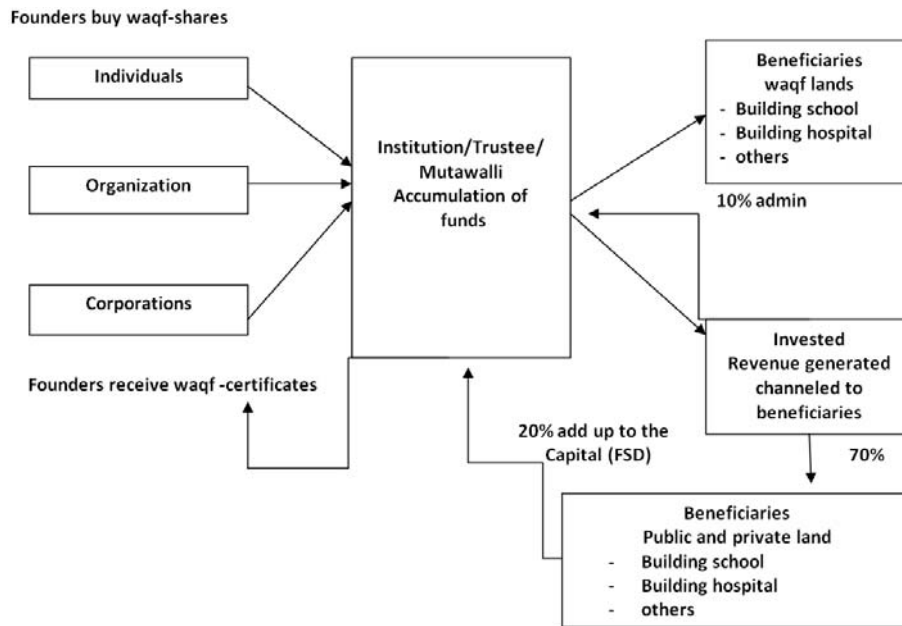 Founders buy waqf-shares
Individuals
Organization
Corporations
Founders receive waqf -certificates
Institution/Trustee/
Mutawalli
Accumulation of
funds
Beneficiaries
waqf lands
- Building school
- Building hospital
- others
10% admin
Invested
Revenue generated
channeled to
beneficiaries
70%
20% add up to the
Capital (FSD)
Beneficiaries
Public and private land
- Building school
- Building hospital
- others